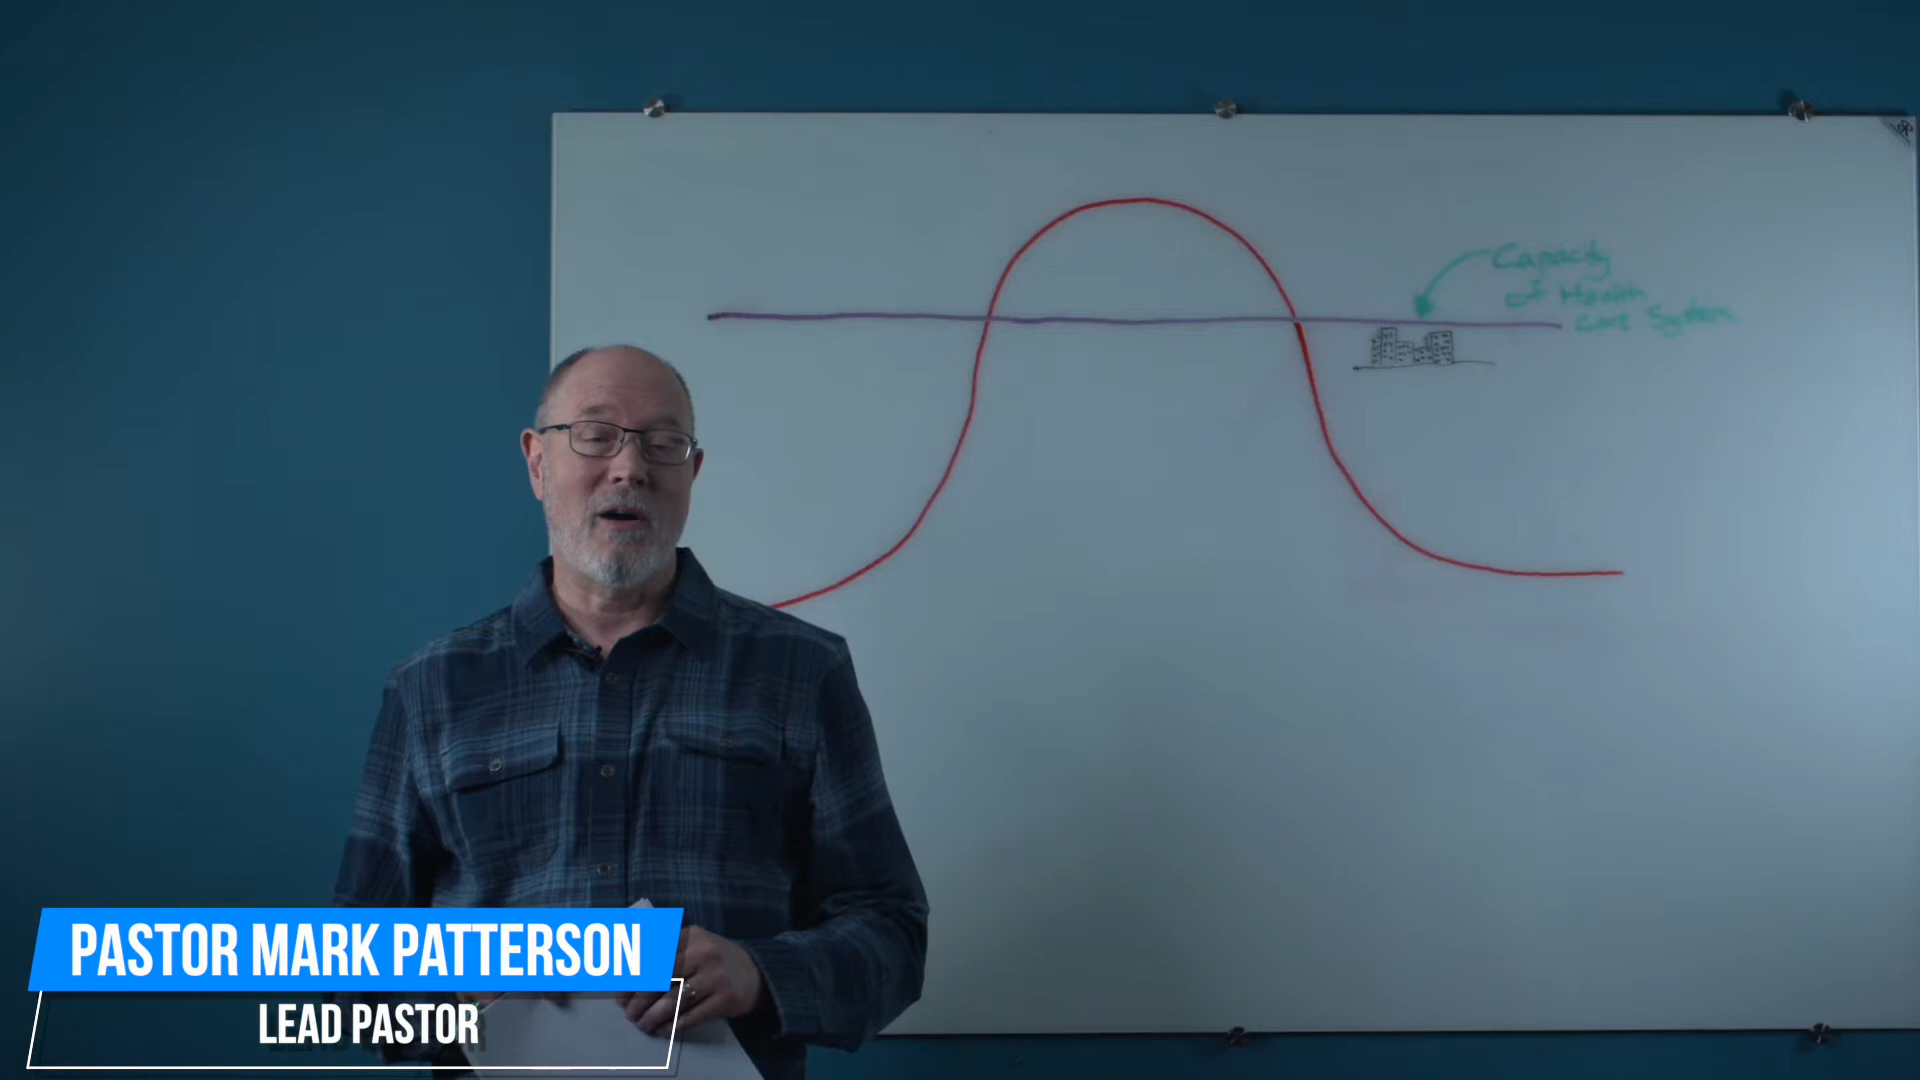 Capacity
of Health
care System
PASTOR MARK PATTERSON
LEAD PASTOR